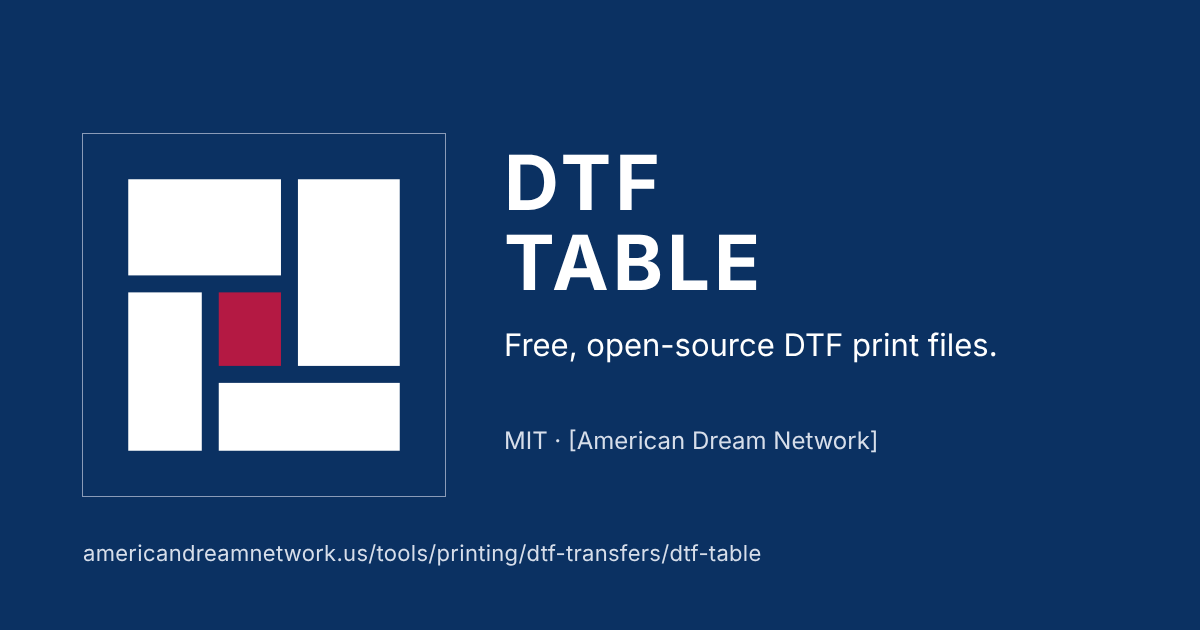 DTF
TABLE
Free, open-source DTF print files.
MIT · [American Dream Network]
americandreamnetwork.us/tools/printing/dtf-transfers/dtf-table